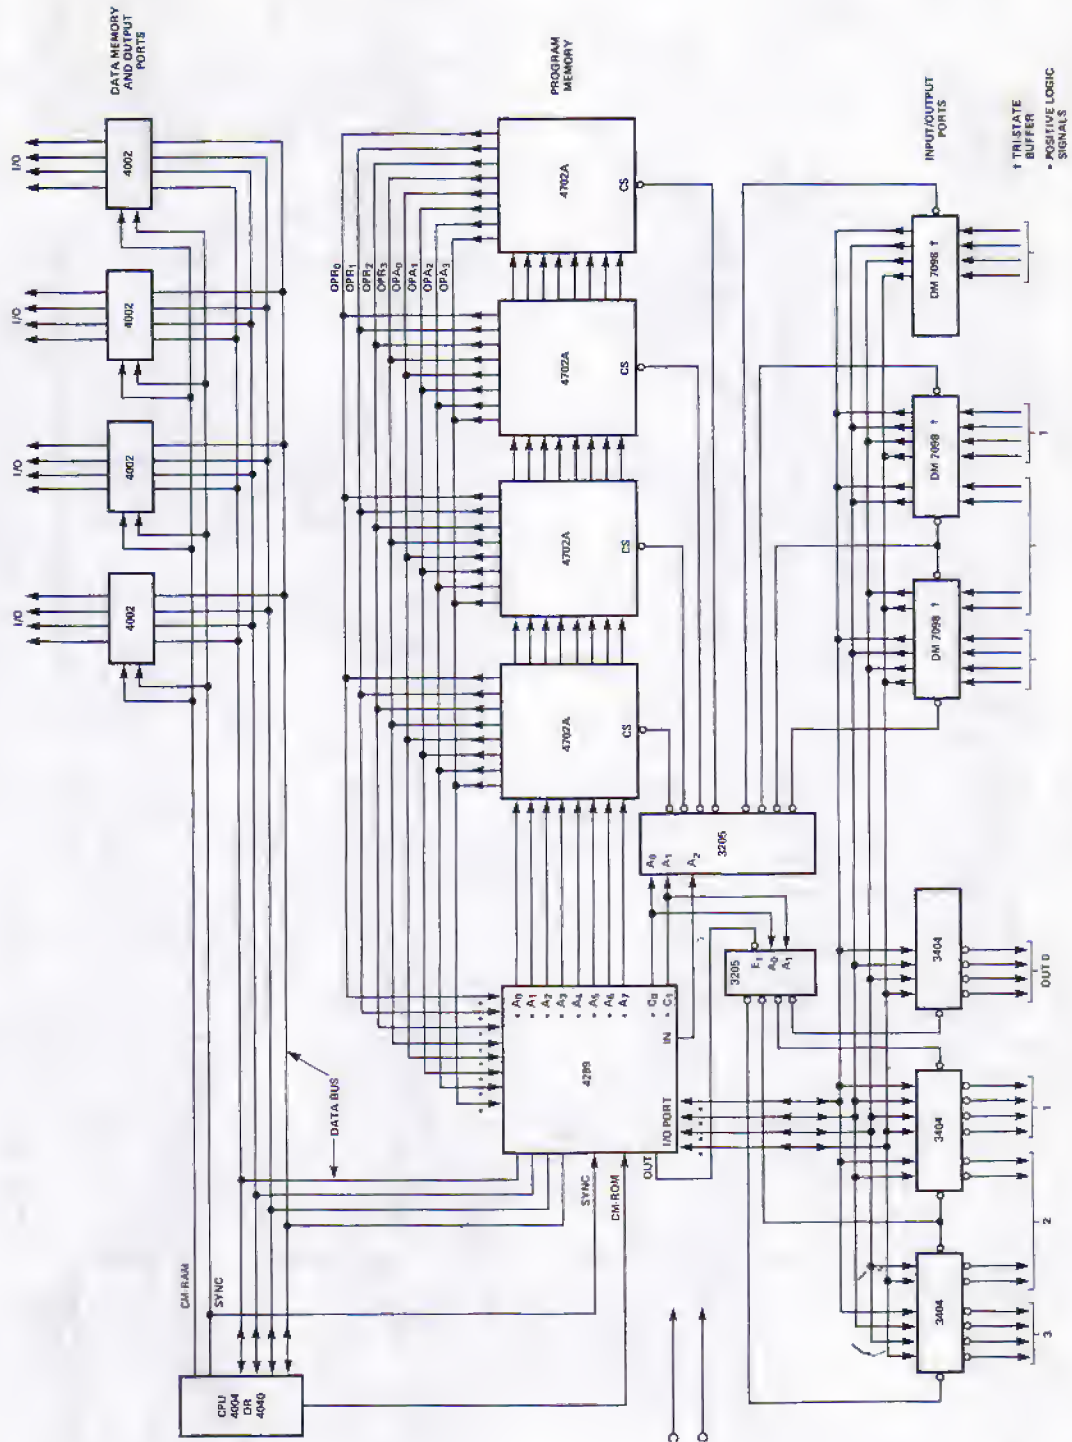 CPU
4004
OR
4040
CM-RAM
SYNC
DATA BUS
I/O
4002
I/O
4002
I/O
4002
I/O
4002
DATA MEMORY
AND OUTPUT
PORTS
SYNC
CM-ROM
OUT
I/O PORT
4289
IN
* * * * * * * *
* A0
* A1
* A2
* A3
* A4
* A5
* A6
* A7
* C0
* C1
* * * *
4702A
CS
4702A
CS
4702A
CS
4702A
CS
OPR0
OPR1
OPR2
OPR3
OPA0
OPA1
OPA2
OPA3
PROGRAM
MEMORY
3205
E1
A0
A1
A0
A1
A2
3205
3404
3404
3404
3
2
1
OUT 0
DM 7098 †
DM 7098 †
DM 7098 †
1
INPUT/OUTPUT
PORTS
† TRI-STATE
BUFFER
* POSITIVE LOGIC
SIGNALS